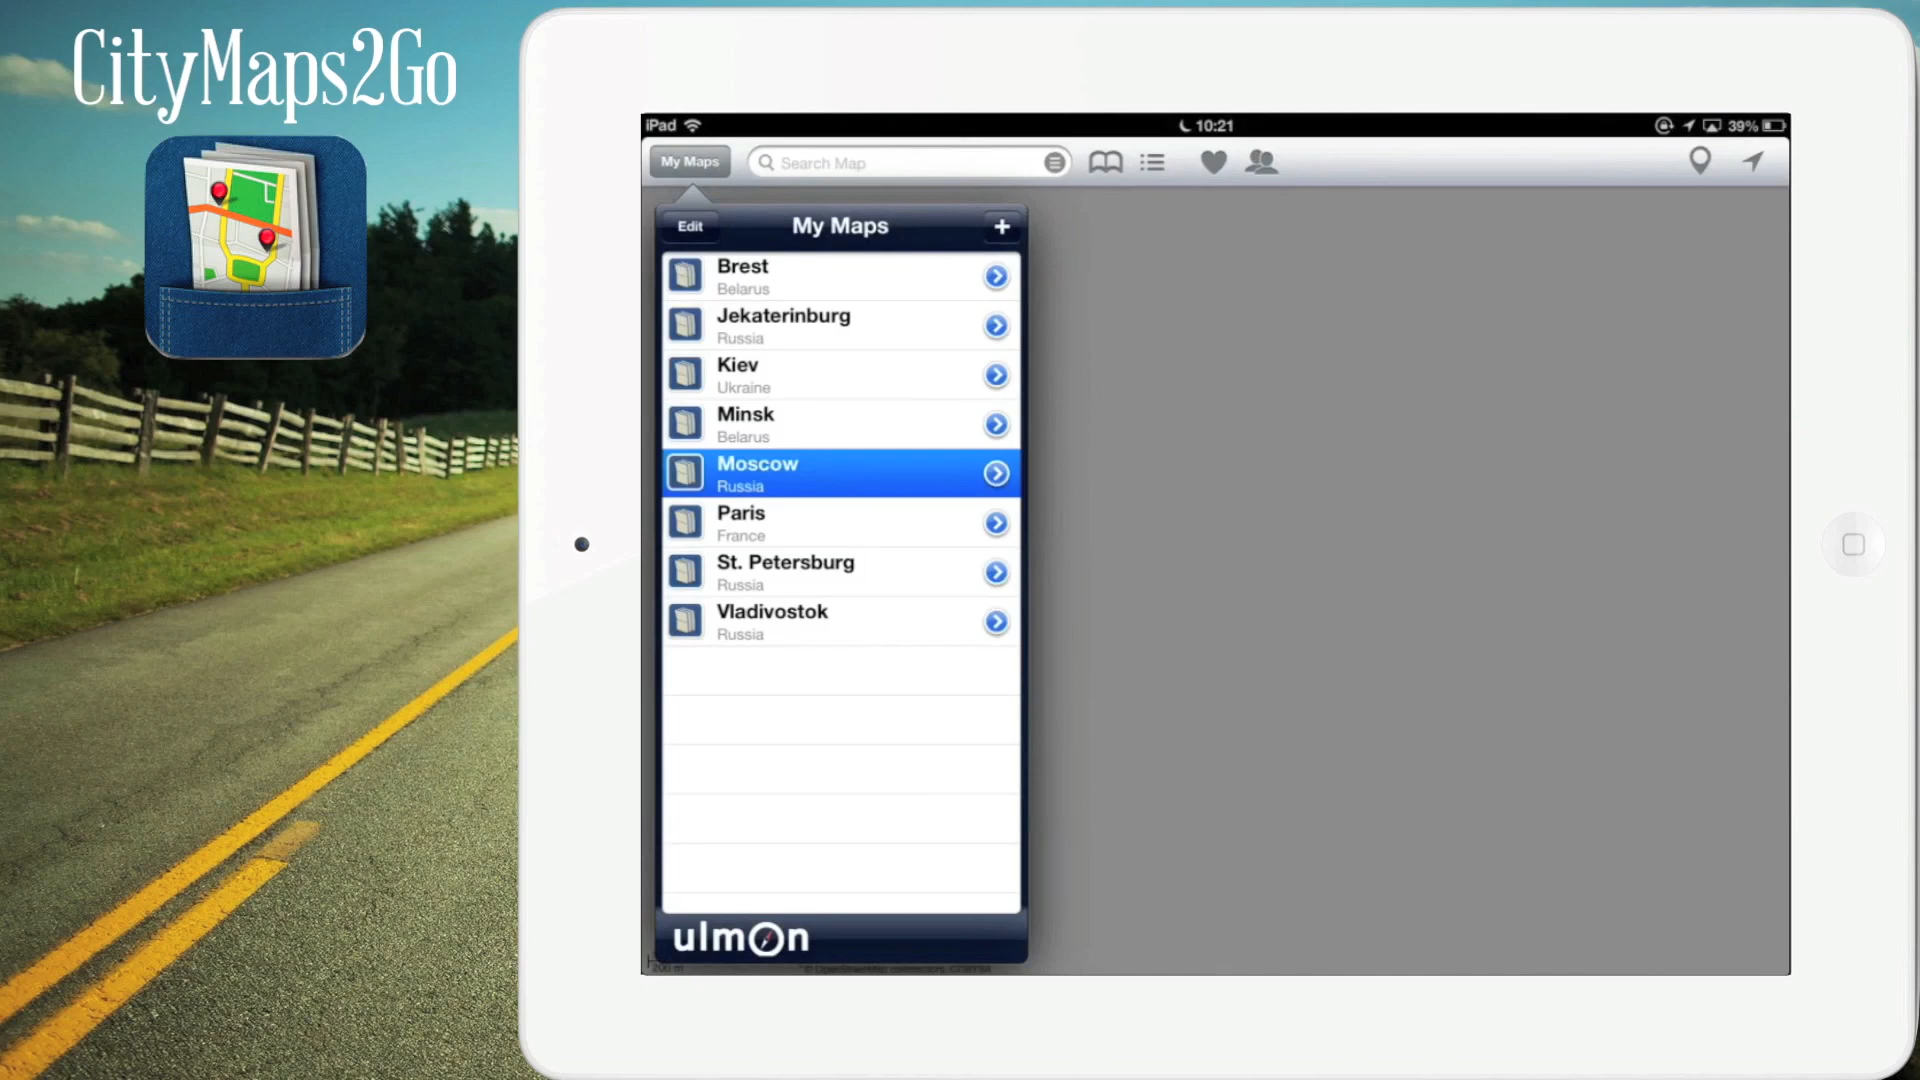 CityMaps2Go
iPad
10:21
39%
My Maps
Search Map
Edit
My Maps
+
Brest
Belarus
Jekaterinburg
Russia
Kiev
Ukraine
Minsk
Belarus
Moscow
Russia
Paris
France
St. Petersburg
Russia
Vladivostok
Russia
ulmon
200 m